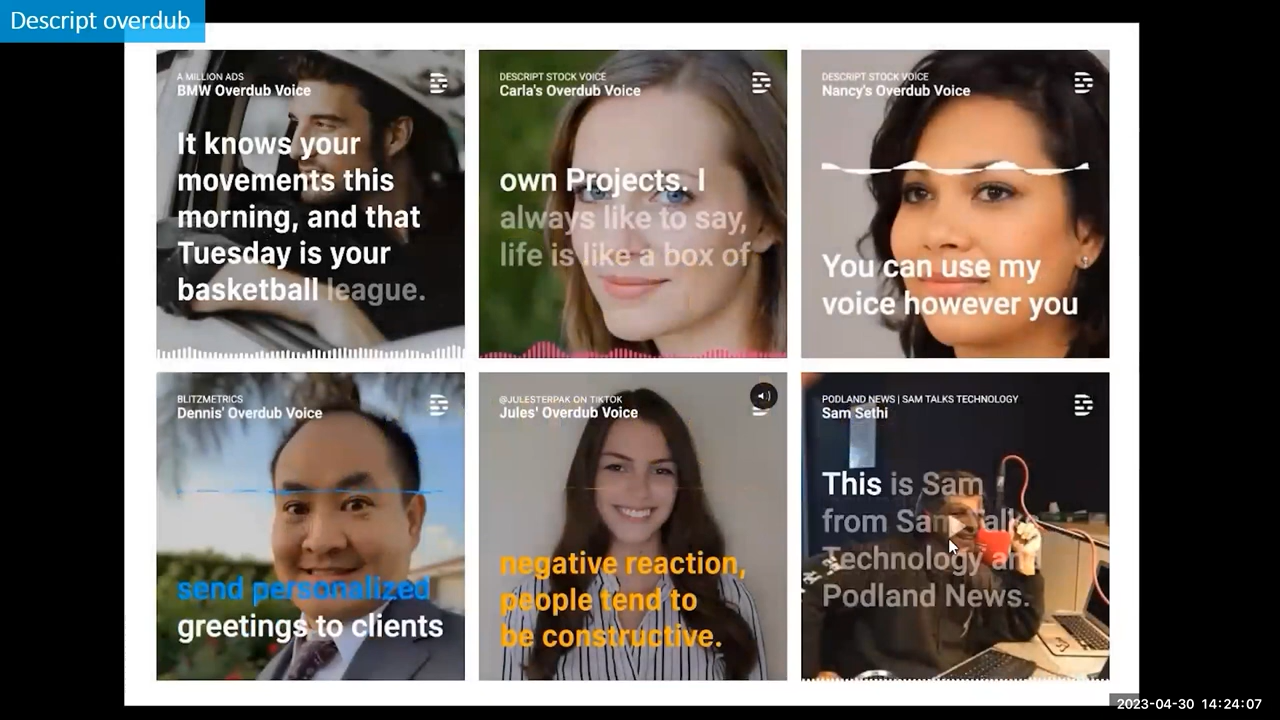 Descript overdub
A MILLION ADS
BMW Overdub Voice
It knows your
movements this
morning, and that
Tuesday is your
basketball league.
DESCRIPT STOCK VOICE
Carla's Overdub Voice
own Projects. I
always like to say,
life is like a box of
DESCRIPT STOCK VOICE
Nancy's Overdub Voice
You can use my
voice however you
BLITZMETRICS
Dennis' Overdub Voice
send personalized
greetings to clients
@JULESTERPAK ON TIKTOK
Jules' Overdub Voice
negative reaction,
people tend to
be constructive.
PODLAND NEWS | SAM TALKS TECHNOLOGY
Sam Sethi
This is Sam
from Sam Talks
Technology and
Podland News.
2023-04-30 14:24:07